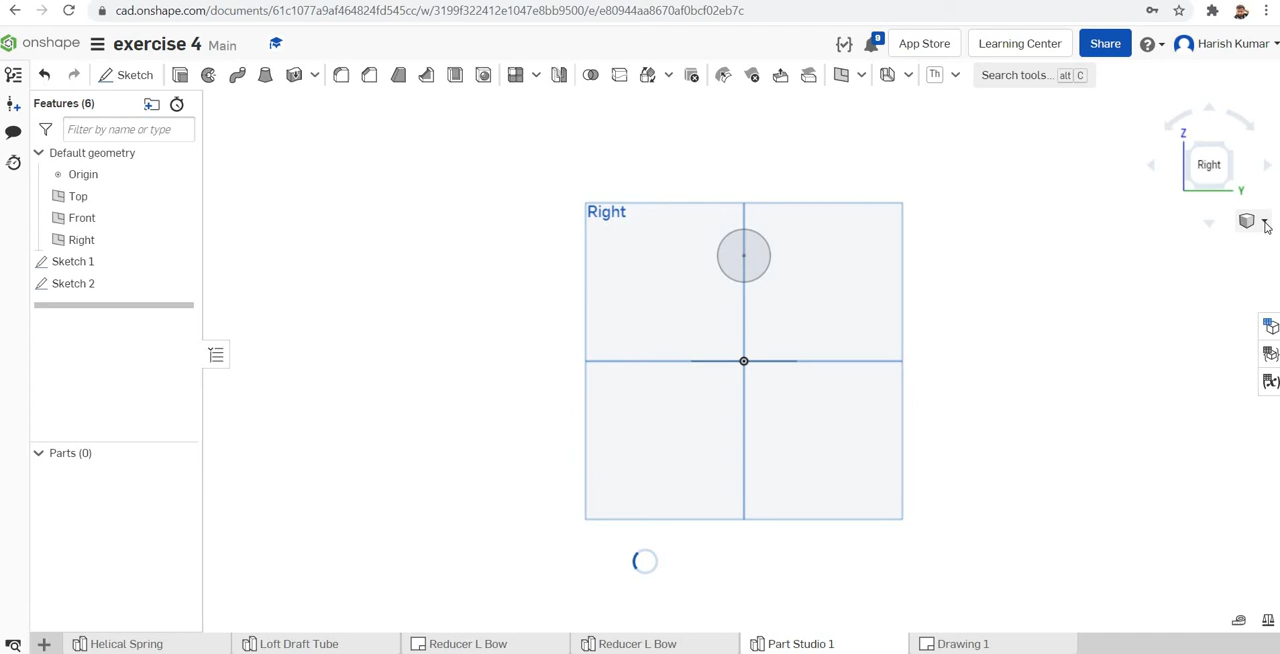 cad.onshape.com/documents/61c1077a9af464824fd545cc/w/3199f322412e1047e8bb9500/e/e80944aa8670af0bcf02eb7c
onshape exercise 4 Main 9 App Store Learning Center Share Harish Kumar
Sketch Th Search tools... alt C
Features (6)
Filter by name or type
Default geometry
Origin
Top
Front
Right
Sketch 1
Sketch 2
Parts (0)
Right
Z
Right
Y
(x)
Helical Spring Loft Draft Tube Reducer L Bow Reducer L Bow Part Studio 1 Drawing 1